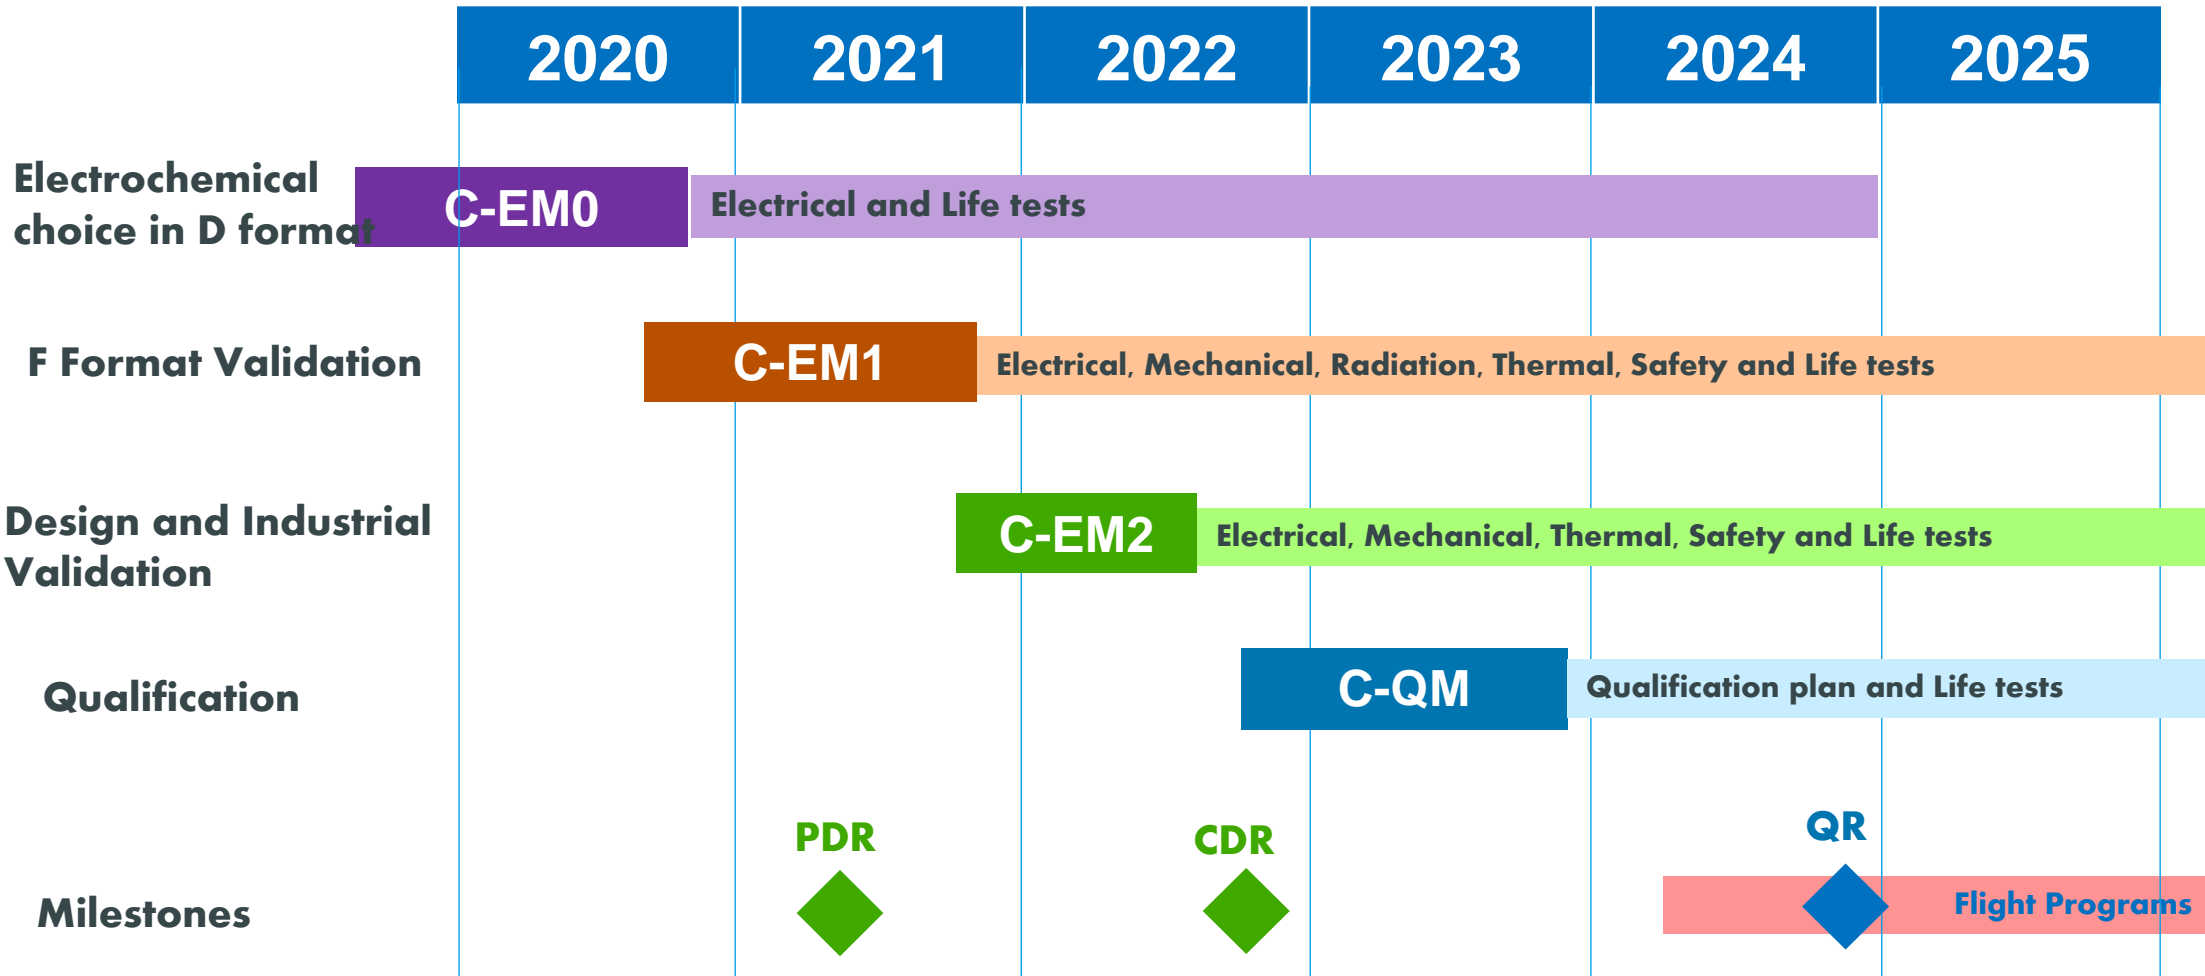 2020 2021 2022 2023 2024 2025
Electrochemical
choice in D format
C-EM0
Electrical and Life tests
F Format Validation
C-EM1
Electrical, Mechanical, Radiation, Thermal, Safety and Life tests
Design and Industrial
Validation
C-EM2
Electrical, Mechanical, Thermal, Safety and Life tests
Qualification
C-QM
Qualification plan and Life tests
PDR
CDR
QR
Milestones
Flight Programs